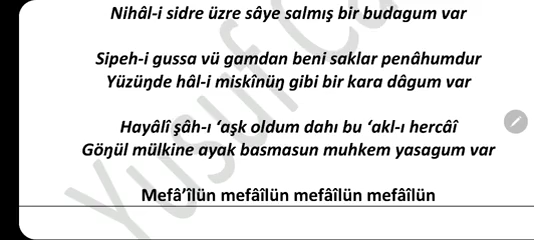 Nihâl-i sidre üzre sâye salmış bir budagum var
Sipeh-i gussa vü gamdan beni saklar penâhumdur
Yüzüŋde hâl-i miskînüŋ gibi bir kara dâgum var
Hayâlî şâh-ı ‘aşk oldum dahı bu ‘akl-ı hercâî
Göŋül mülkine ayak basmasun muhkem yasagum var
Mefâ’îlün mefâîlün mefâîlün mefâîlün